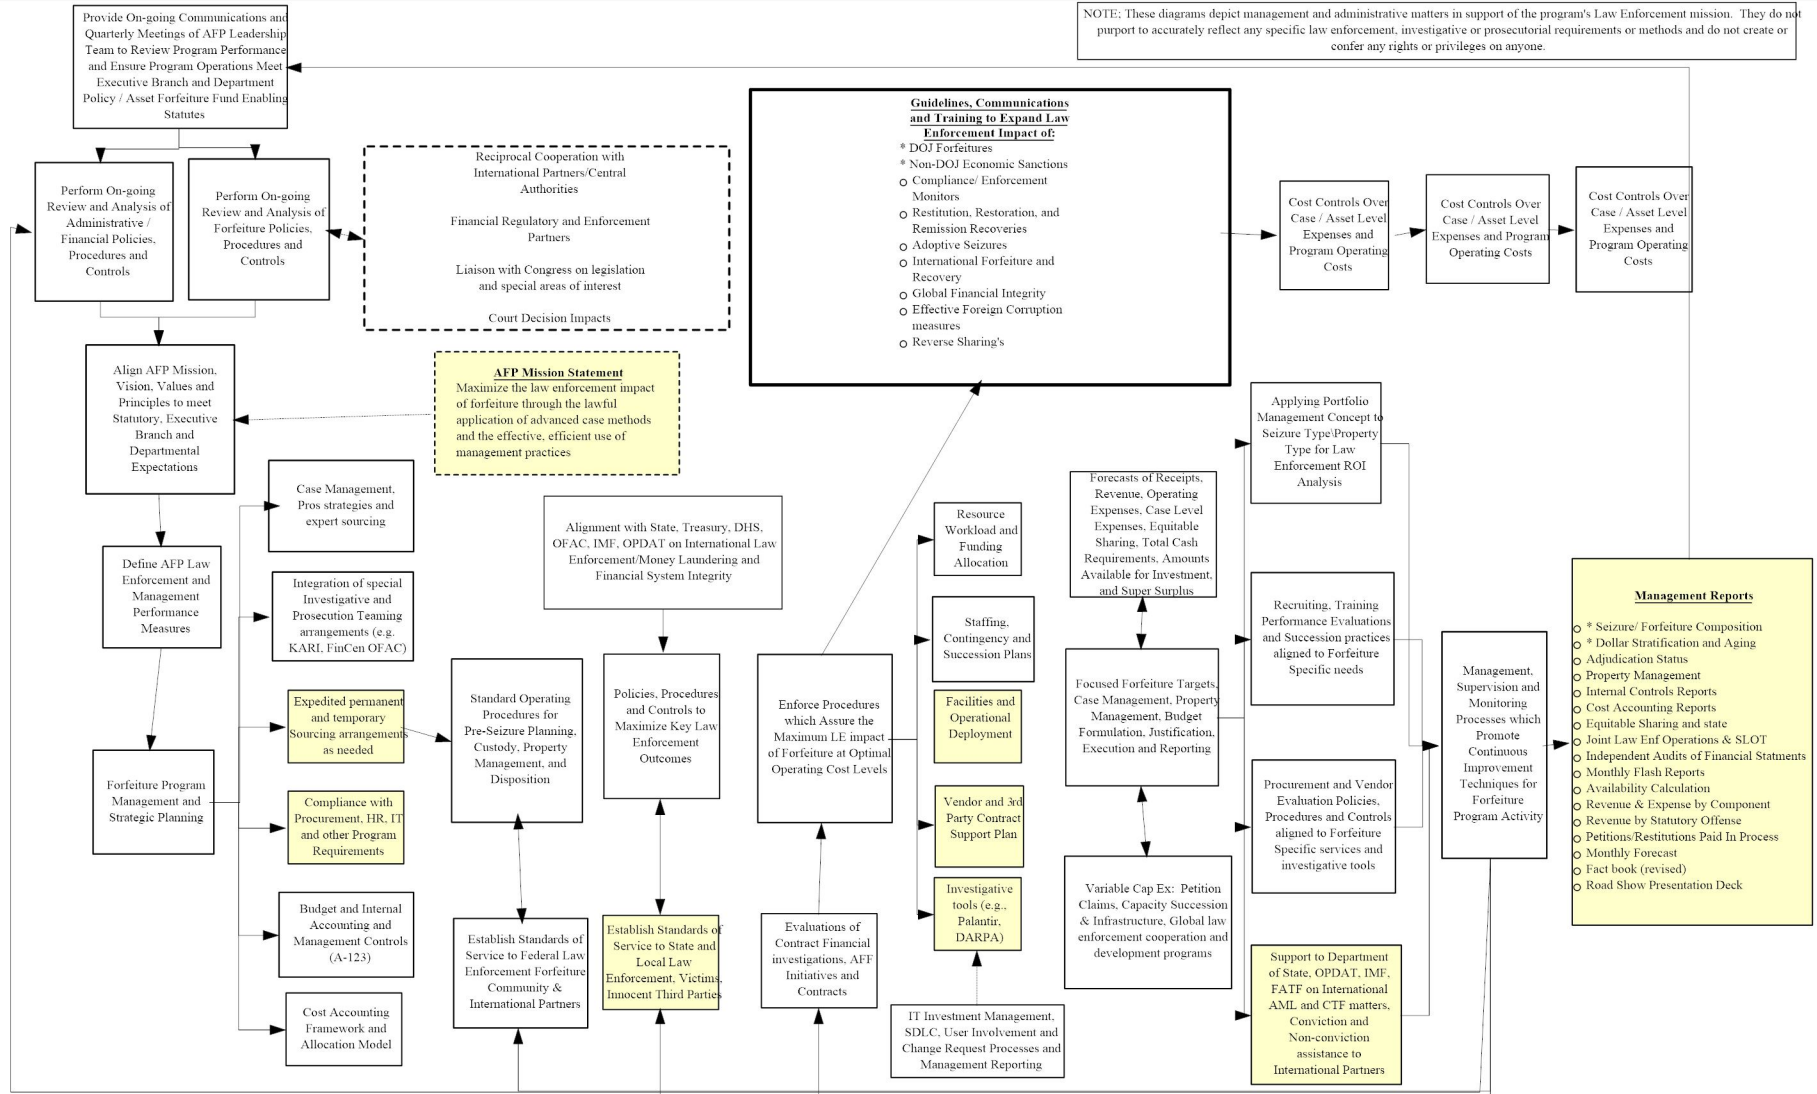 Provide On-going Communications and
Quarterly Meetings of AFP Leadership
Team to Review Program Performance
and Ensure Program Operations Meet
Executive Branch and Department
Policy / Asset Forfeiture Fund Enabling
Statutes
NOTE; These diagrams depict management and administrative matters in support of the program's Law Enforcement mission. They do not
purport to accurately reflect any specific law enforcement, investigative or prosecutorial requirements or methods and do not create or
confer any rights or privileges on anyone.
Perform On-going
Review and Analysis of
Administrative /
Financial Policies,
Procedures and
Controls
Perform On-going
Review and Analysis of
Forfeiture Policies,
Procedures and
Controls
Reciprocal Cooperation with
International Partners/Central
Authorities
Financial Regulatory and Enforcement
Partners
Liaison with Congress on legislation
and special areas of interest
Court Decision Impacts
Guidelines, Communications
and Training to Expand Law
Enforcement Impact of:
* DOJ Forfeitures
* Non-DOJ Economic Sanctions
Compliance/ Enforcement
Monitors
Restitution, Restoration, and
Remission Recoveries
Adoptive Seizures
International Forfeiture and
Recovery
Global Financial Integrity
Effective Foreign Corruption
measures
Reverse Sharing's
Cost Controls Over
Case / Asset Level
Expenses and
Program Operating
Costs
Cost Controls Over
Case / Asset Level
Expenses and Program
Operating Costs
Cost Controls Over
Case / Asset Level
Expenses and
Program Operating
Costs
Align AFP Mission,
Vision, Values and
Principles to meet
Statutory, Executive
Branch and
Departmental
Expectations
AFP Mission Statement
Maximize the law enforcement impact
of forfeiture through the lawful
application of advanced case methods
and the effective, efficient use of
management practices
Define AFP Law
Enforcement and
Management
Performance
Measures
Forfeiture Program
Management and
Strategic Planning
Case Management,
Pros strategies and
expert sourcing
Integration of special
Investigative and
Prosecution Teaming
arrangements (e.g.
KARI, FinCen OFAC)
Expedited permanent
and temporary
Sourcing arrangements
as needed
Compliance with
Procurement, HR, IT
and other Program
Requirements
Budget and Internal
Accounting and
Management Controls
(A-123)
Cost Accounting
Framework and
Allocation Model
Standard Operating
Procedures for
Pre-Seizure Planning,
Custody, Property
Management, and
Disposition
Establish Standards of
Service to Federal Law
Enforcement Forfeiture
Community &
International Partners
Alignment with State, Treasury, DHS,
OFAC, IMF, OPDAT on International Law
Enforcement/Money Laundering and
Financial System Integrity
Policies, Procedures
and Controls to
Maximize Key Law
Enforcement
Outcomes
Establish Standards of
Service to State and
Local Law
Enforcement, Victims,
Innocent Third Parties
Enforce Procedures
which Assure the
Maximum LE impact
of Forfeiture at Optimal
Operating Cost Levels
Evaluations of
Contract Financial
investigations, AFF
Initiatives and
Contracts
Resource
Workload and
Funding
Allocation
Staffing,
Contingency and
Succession Plans
Facilities and
Operational
Deployment
Vendor and 3rd
Party Contract
Support Plan
Investigative
tools (e.g.,
Palantir,
DARPA)
IT Investment Management,
SDLC, User Involvement and
Change Request Processes and
Management Reporting
Forecasts of Receipts,
Revenue, Operating
Expenses, Case Level
Expenses, Equitable
Sharing, Total Cash
Requirements, Amounts
Available for Investment,
and Super Surplus
Focused Forfeiture Targets,
Case Management, Property
Management, Budget
Formulation, Justification,
Execution and Reporting
Variable Cap Ex: Petition
Claims, Capacity Succession
& Infrastructure, Global law
enforcement cooperation and
development programs
Applying Portfolio
Management Concept to
Seizure Type\Property
Type for Law
Enforcement ROI
Analysis
Recruiting, Training
Performance Evaluations
and Succession practices
aligned to Forfeiture
Specific needs
Procurement and Vendor
Evaluation Policies,
Procedures and Controls
aligned to Forfeiture
Specific services and
investigative tools
Support to Department
of State, OPDAT, IMF,
FATF on International
AML and CTF matters,
Conviction and
Non-conviction
assistance to
International Partners
Management,
Supervision and
Monitoring
Processes which
Promote
Continuous
Improvement
Techniques for
Forfeiture
Program Activity
Management Reports
* Seizure/ Forfeiture Composition
* Dollar Stratification and Aging
Adjudication Status
Property Management
Internal Controls Reports
Cost Accounting Reports
Equitable Sharing and state
Joint Law Enf Operations & SLOT
Independent Audits of Financial Statments
Monthly Flash Reports
Availability Calculation
Revenue & Expense by Component
Revenue by Statutory Offense
Petitions/Restitutions Paid In Process
Monthly Forecast
Fact book (revised)
Road Show Presentation Deck